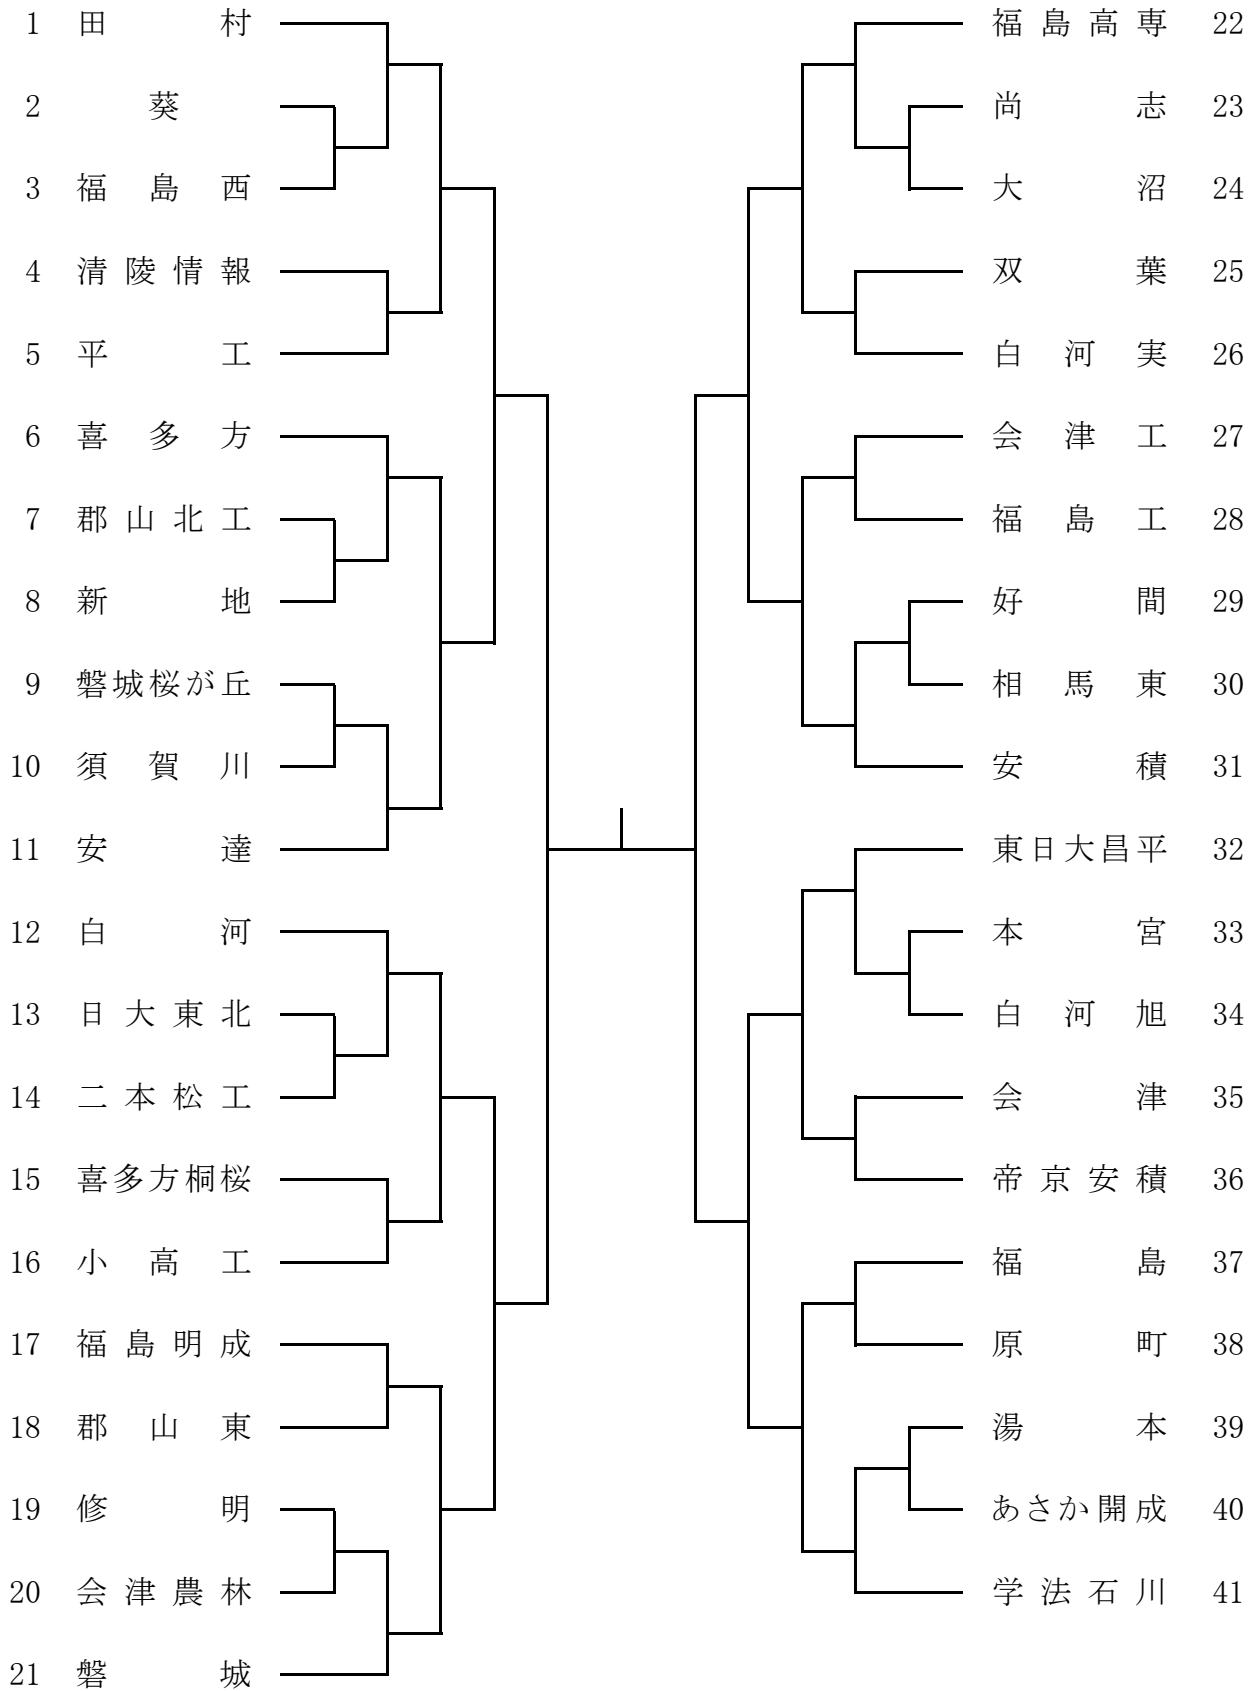 1 田村
2 葵
3 福島西
4 清陵情報
5 平工
6 喜多方
7 郡山北工
8 新地
9 磐城桜が丘
10 須賀川
11 安達
12 白河
13 日大東北
14 二本松工
15 喜多方桐桜
16 小高工
17 福島明成
18 郡山東
19 修明
20 会津農林
21 磐城
福島高専 22
尚志 23
大沼 24
双葉 25
白河実 26
会津工 27
福島工 28
好間 29
相馬東 30
安積 31
東日大昌平 32
本宮 33
白河旭 34
会津 35
帝京安積 36
福島 37
原町 38
湯本 39
あさか開成 40
学法石川 41